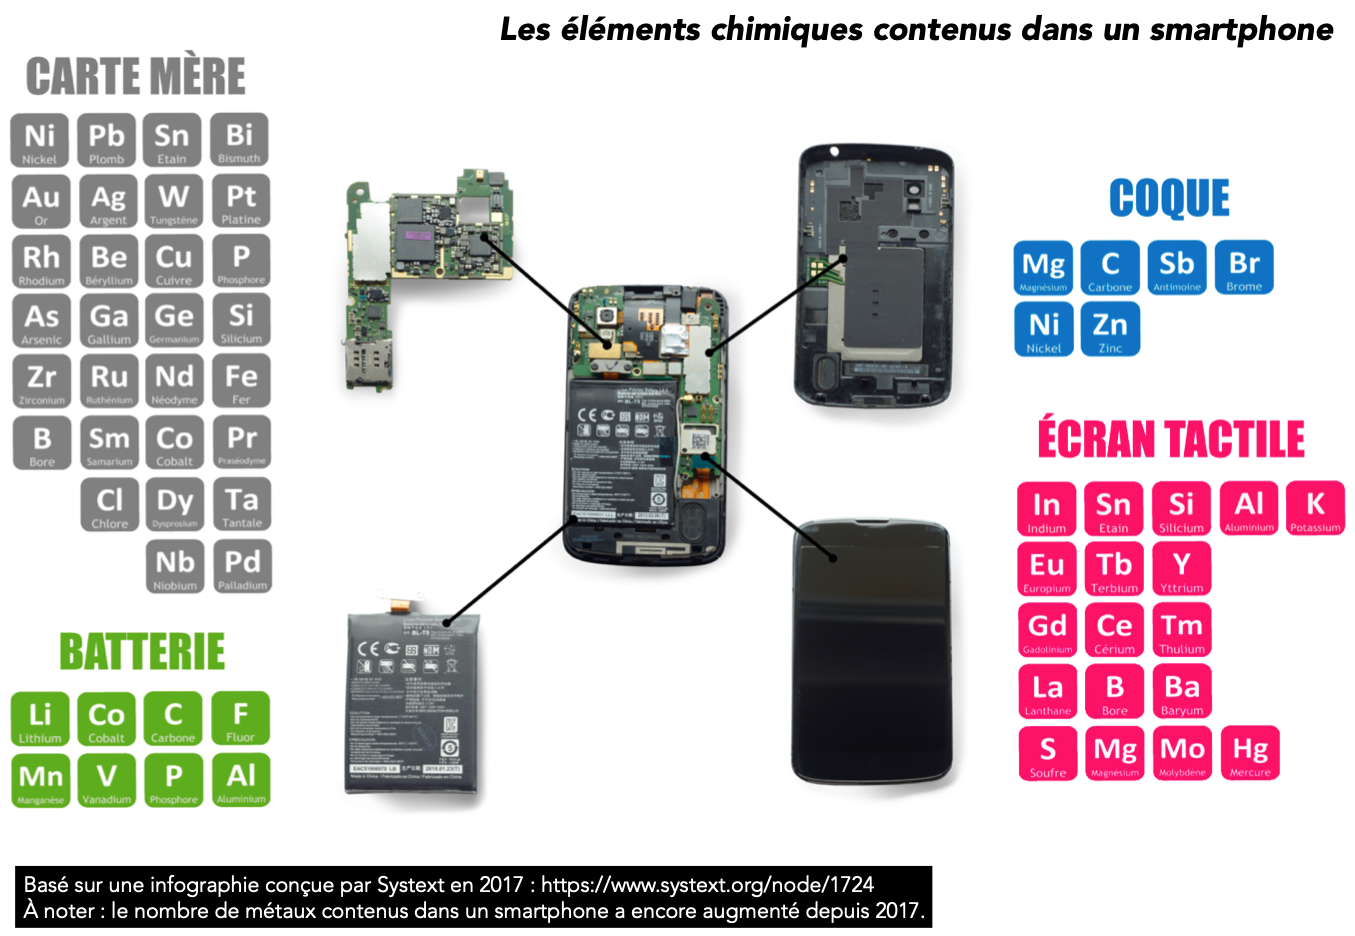 Les éléments chimiques contenus dans un smartphone
CARTE MÈRE
Ni Pb Sn Bi
Nickel Plomb Etain Bismuth
Au Ag W Pt
Or Argent Tungstène Platine
Rh Be Cu P
Rhodium Béryllium Cuivre Phosphore
As Ga Ge Si
Arsenic Gallium Germanium Silicium
Zr Ru Nd Fe
Zirconium Ruthénium Néodyme Fer
B Sm Co Pr
Bore Samarium Cobalt Praséodyme
Cl Dy Ta
Chlore Dysprosium Tantale
Nb Pd
Niobium Palladium
BATTERIE
Li Co C F
Lithium Cobalt Carbone Fluor
Mn V P Al
Manganèse Vanadium Phosphore Aluminium
COQUE
Mg C Sb Br
Magnésium Carbone Antimoine Brome
Ni Zn
Nickel Zinc
ÉCRAN TACTILE
In Sn Si Al K
Indium Etain Silicium Aluminium Potassium
Eu Tb Y
Europium Terbium Yttrium
Gd Ce Tm
Gadolinium Cérium Thulium
La B Ba
Lanthane Bore Baryum
S Mg Mo Hg
Soufre Magnésium Molybdène Mercure
Basé sur une infographie conçue par Systext en 2017 : https://www.systext.org/node/1724
À noter : le nombre de métaux contenus dans un smartphone a encore augmenté depuis 2017.